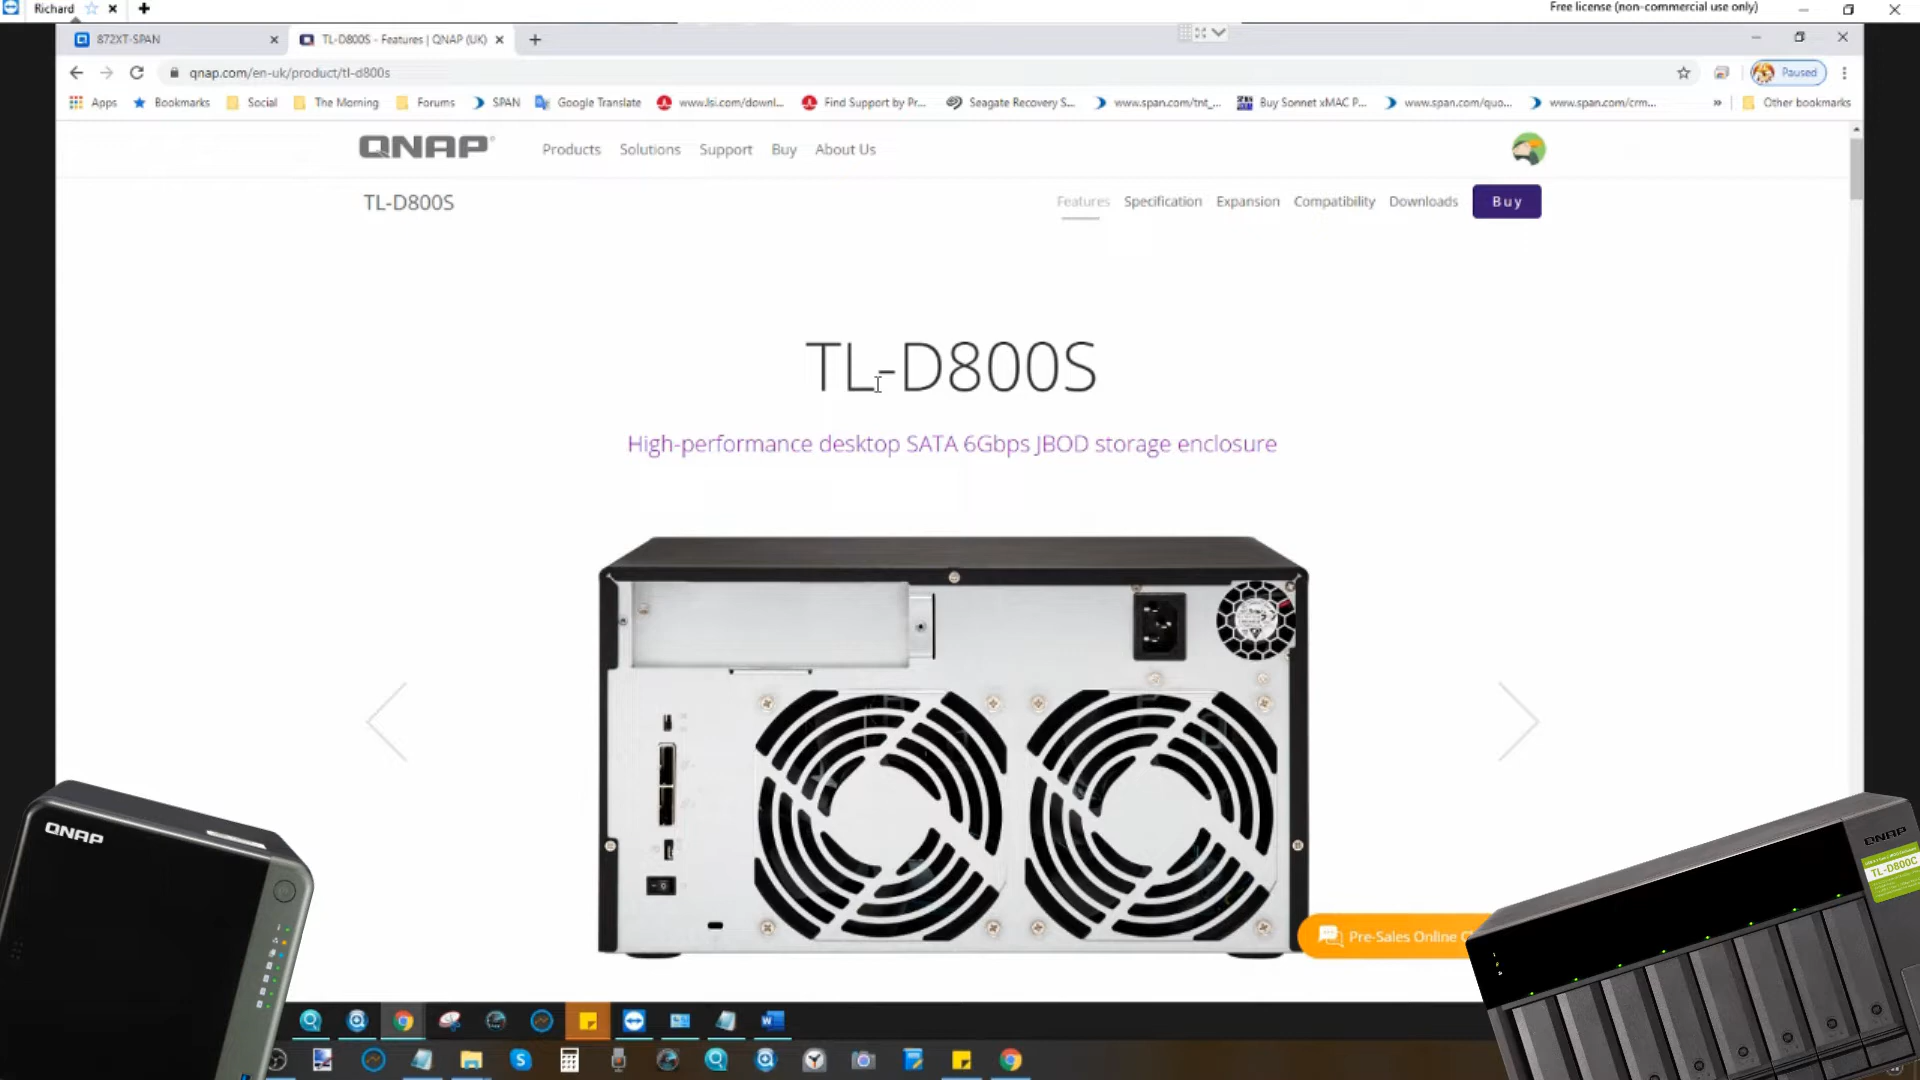 Richard
Free license (non-commercial use only)
872XT-SPAN
TL-D800S - Features | QNAP (UK)
qnap.com/en-uk/product/tl-d800s
Paused
Apps
Bookmarks
Social
The Morning
Forums
SPAN
Google Translate
www.lsi.com/downl...
Find Support by Pr...
Seagate Recovery S...
www.span.com/tnt_...
Buy Sonnet xMAC P...
www.span.com/quo...
www.span.com/crm...
»
Other bookmarks
QNAP
Products
Solutions
Support
Buy
About Us
TL-D800S
Features
Specification
Expansion
Compatibility
Downloads
Buy
TL-D800S
High-performance desktop SATA 6Gbps JBOD storage enclosure
Pre-Sales Online
QNAP
QNAP
TL-D800C